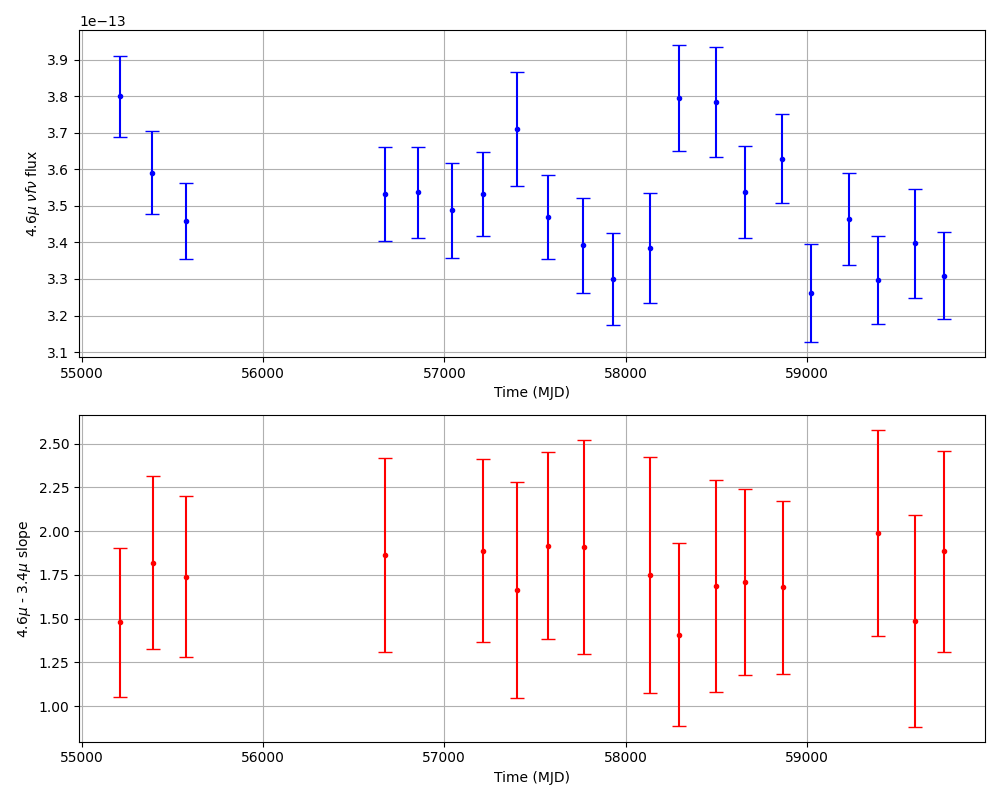 1e−13
3.9
3.8
3.7
3.6
3.5
3.4
3.3
3.2
3.1
4.6μ νfν flux
55000 56000 57000 58000 59000
Time (MJD)
2.50
2.25
2.00
1.75
1.50
1.25
1.00
4.6μ - 3.4μ slope
55000 56000 57000 58000 59000
Time (MJD)